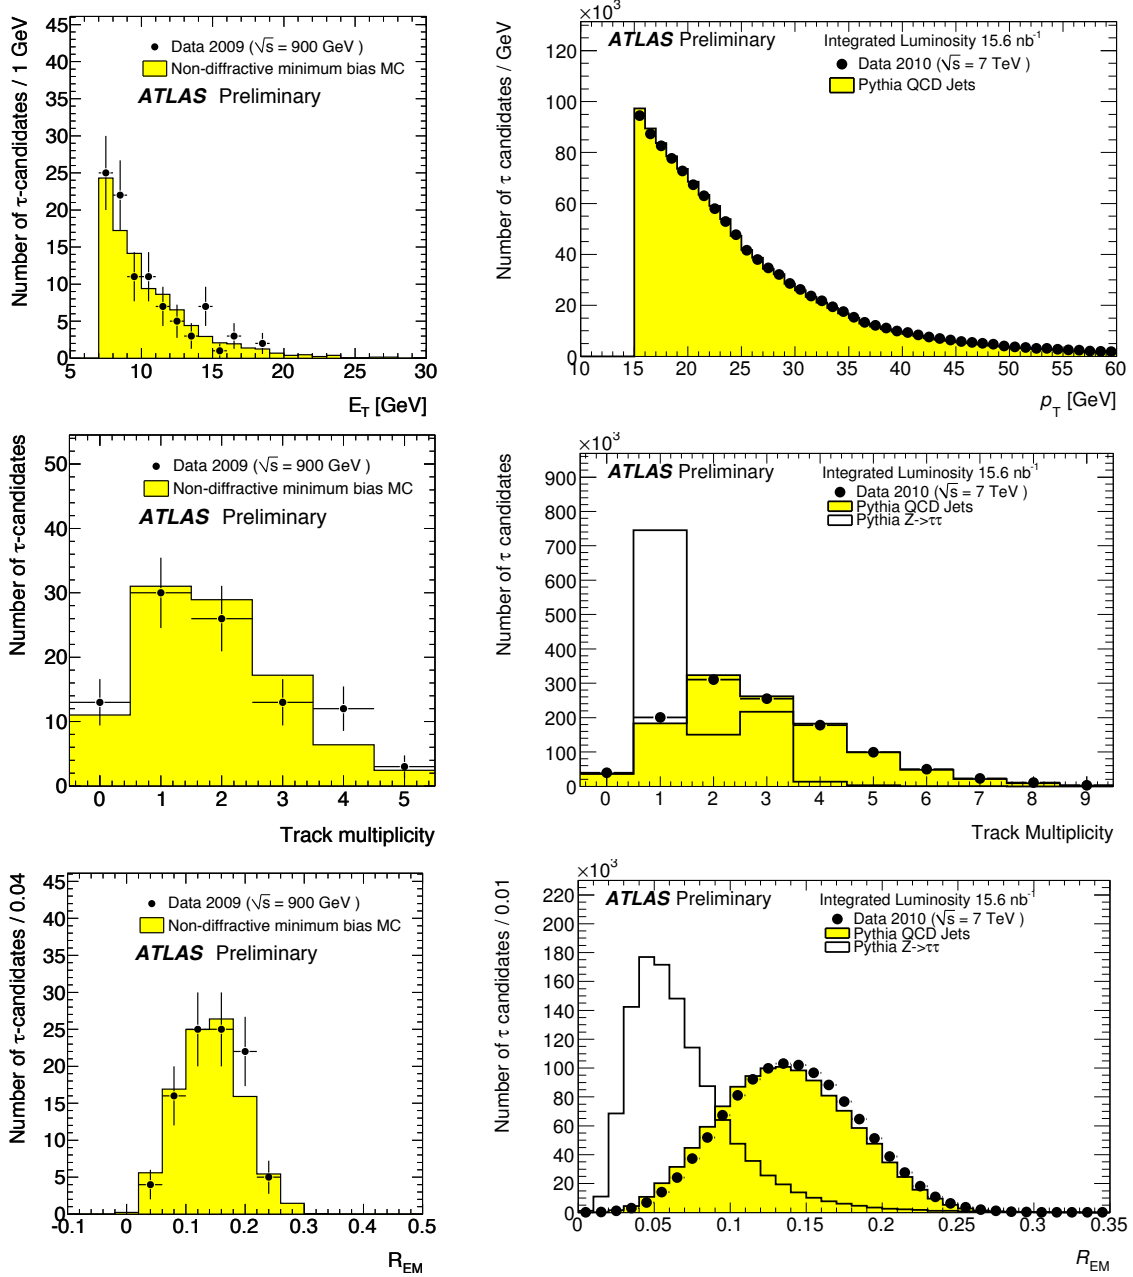 Number of τ-candidates / 1 GeV
45
40
35
30
25
20
15
10
5
0
Data 2009 (√s = 900 GeV )
Non-diffractive minimum bias MC
ATLAS Preliminary
5 10 15 20 25 30
E_T [GeV]
Number of τ candidates / GeV
×10³
120
100
80
60
40
20
0
ATLAS Preliminary
Integrated Luminosity 15.6 nb⁻¹
Data 2010 (√s = 7 TeV )
Pythia QCD Jets
10 15 20 25 30 35 40 45 50 55 60
p_T [GeV]
Number of τ-candidates
50
40
30
20
10
0
Data 2009 (√s = 900 GeV )
Non-diffractive minimum bias MC
ATLAS Preliminary
0 1 2 3 4 5
Track multiplicity
Number of τ candidates
×10³
900
800
700
600
500
400
300
200
100
0
ATLAS Preliminary
Integrated Luminosity 15.6 nb⁻¹
Data 2010 (√s = 7 TeV )
Pythia QCD Jets
Pythia Z->ττ
0 1 2 3 4 5 6 7 8 9
Track Multiplicity
Number of τ-candidates / 0.04
45
40
35
30
25
20
15
10
5
0
Data 2009 (√s = 900 GeV )
Non-diffractive minimum bias MC
ATLAS Preliminary
-0.1 0 0.1 0.2 0.3 0.4 0.5
R_EM
Number of τ candidates / 0.01
×10³
220
200
180
160
140
120
100
80
60
40
20
0
ATLAS Preliminary
Integrated Luminosity 15.6 nb⁻¹
Data 2010 (√s = 7 TeV )
Pythia QCD Jets
Pythia Z->ττ
0 0.05 0.1 0.15 0.2 0.25 0.3 0.35
R_EM